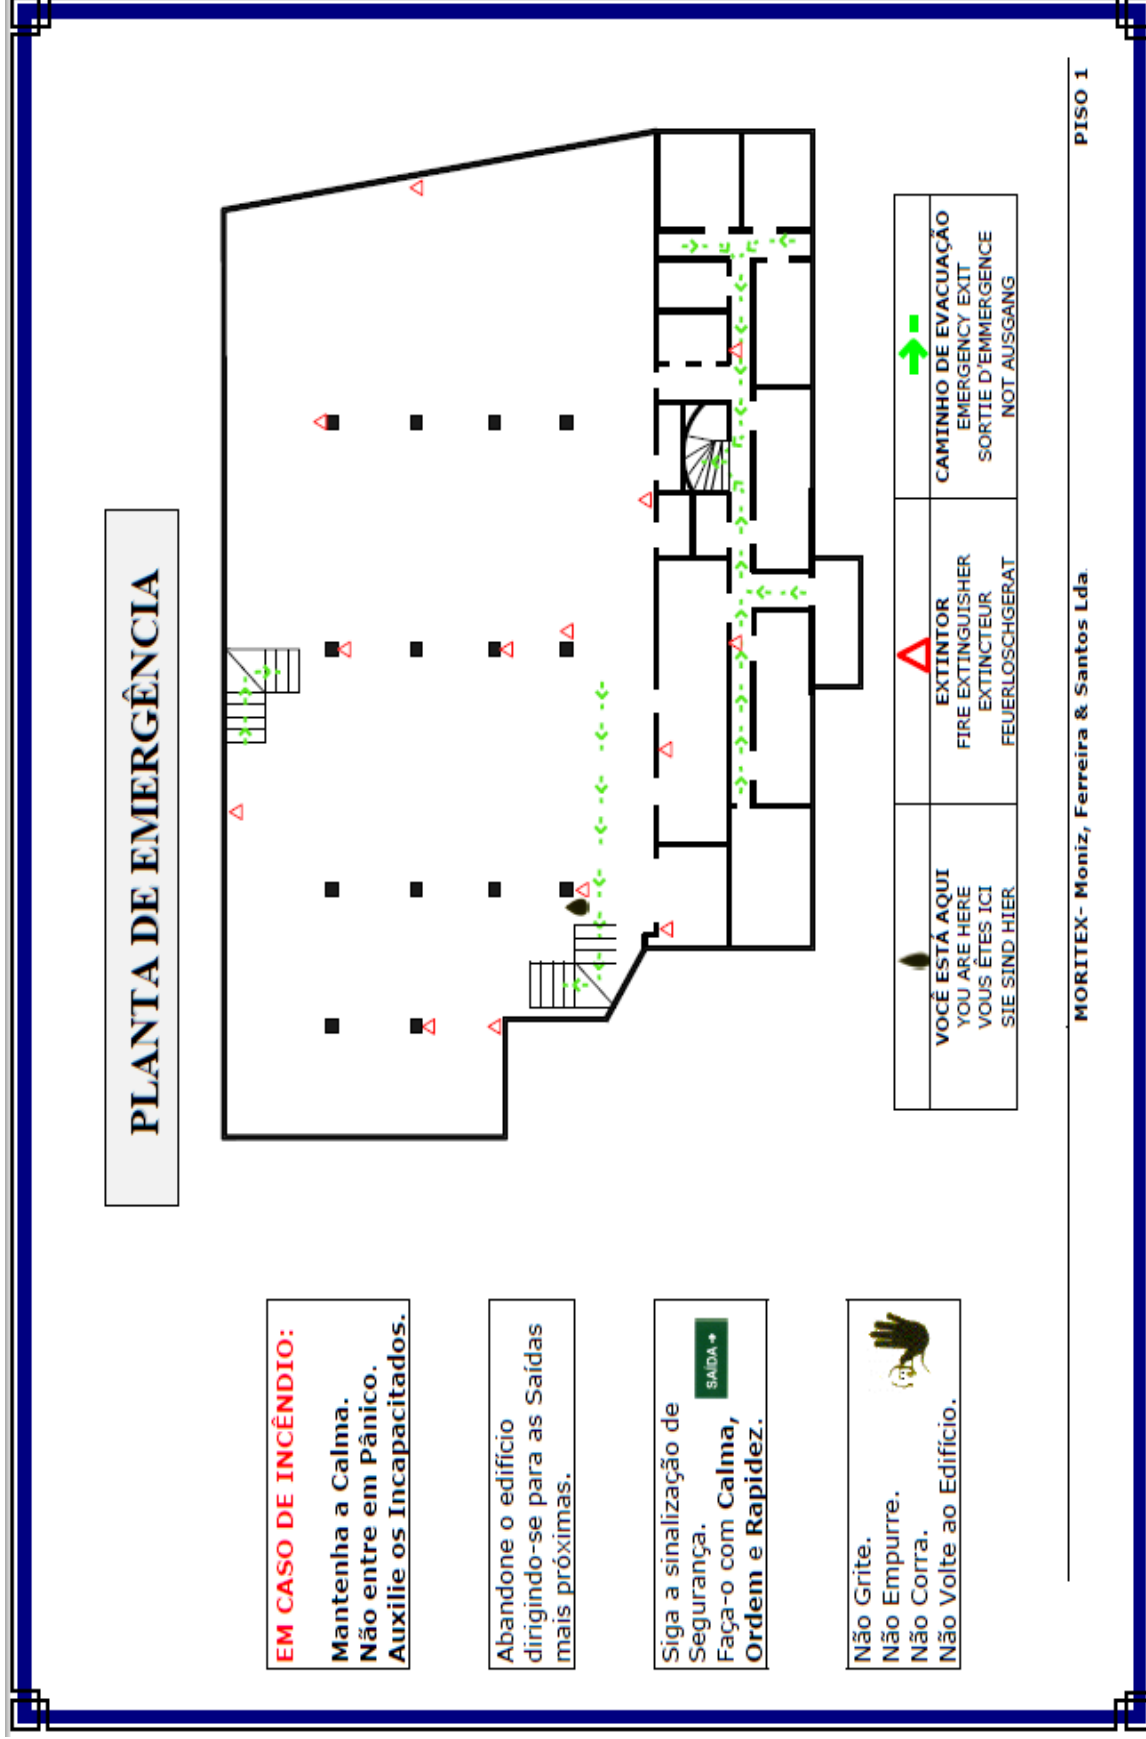 PLANTA DE EMERGÊNCIA
EM CASO DE INCÊNDIO:
Mantenha a Calma.
Não entre em Pânico.
Auxilie os Incapacitados.
Abandone o edifício
dirigindo-se para as Saídas
mais próximas.
Siga a sinalização de
Segurança.
Faça-o com Calma,
Ordem e Rapidez.
SAÍDA
Não Grite.
Não Empurre.
Não Corra.
Não Volte ao Edifício.
VOCÊ ESTÁ AQUI
YOU ARE HERE
VOUS ÊTES ICI
SIE SIND HIER
EXTINTOR
FIRE EXTINGUISHER
EXTINCTEUR
FEUERLOSCHGERAT
CAMINHO DE EVACUAÇÃO
EMERGENCY EXIT
SORTIE D'EMMERGENCE
NOT AUSGANG
MORITEX- Moniz, Ferreira & Santos Lda.
PISO 1